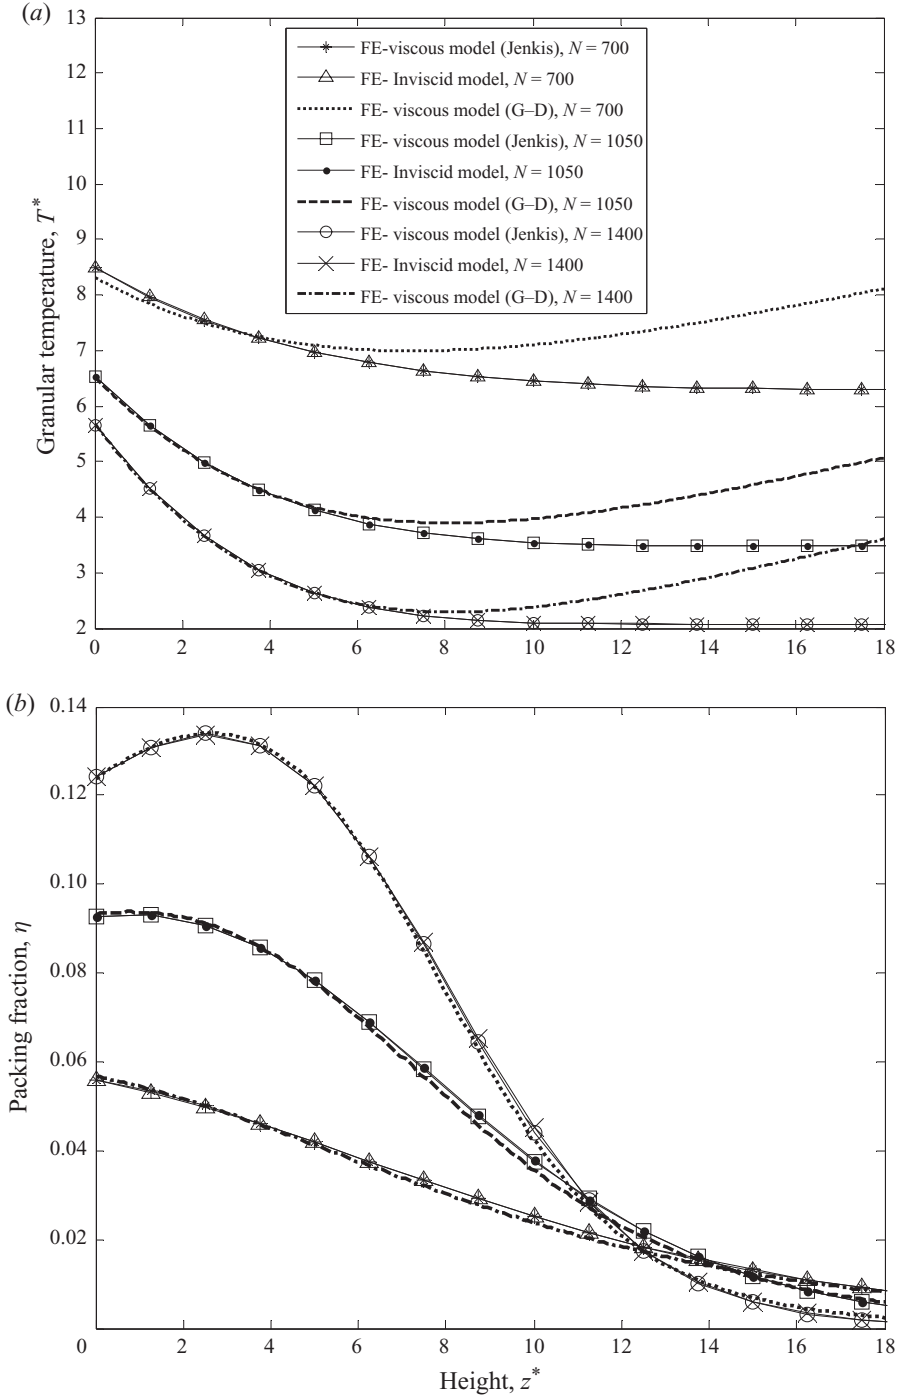 (a)
13
12
11
10
9
8
7
6
5
4
3
2
Granular temperature, T*
FE-viscous model (Jenkis), N = 700
FE- Inviscid model, N = 700
FE- viscous model (G–D), N = 700
FE- viscous model (Jenkis), N = 1050
FE- Inviscid model, N = 1050
FE- viscous model (G–D), N = 1050
FE- viscous model (Jenkis), N = 1400
FE- Inviscid model, N = 1400
FE- viscous model (G–D), N = 1400
0 2 4 6 8 10 12 14 16 18
(b)
0.14
0.12
0.10
0.08
0.06
0.04
0.02
Packing fraction, η
0 2 4 6 8 10 12 14 16 18
Height, z*